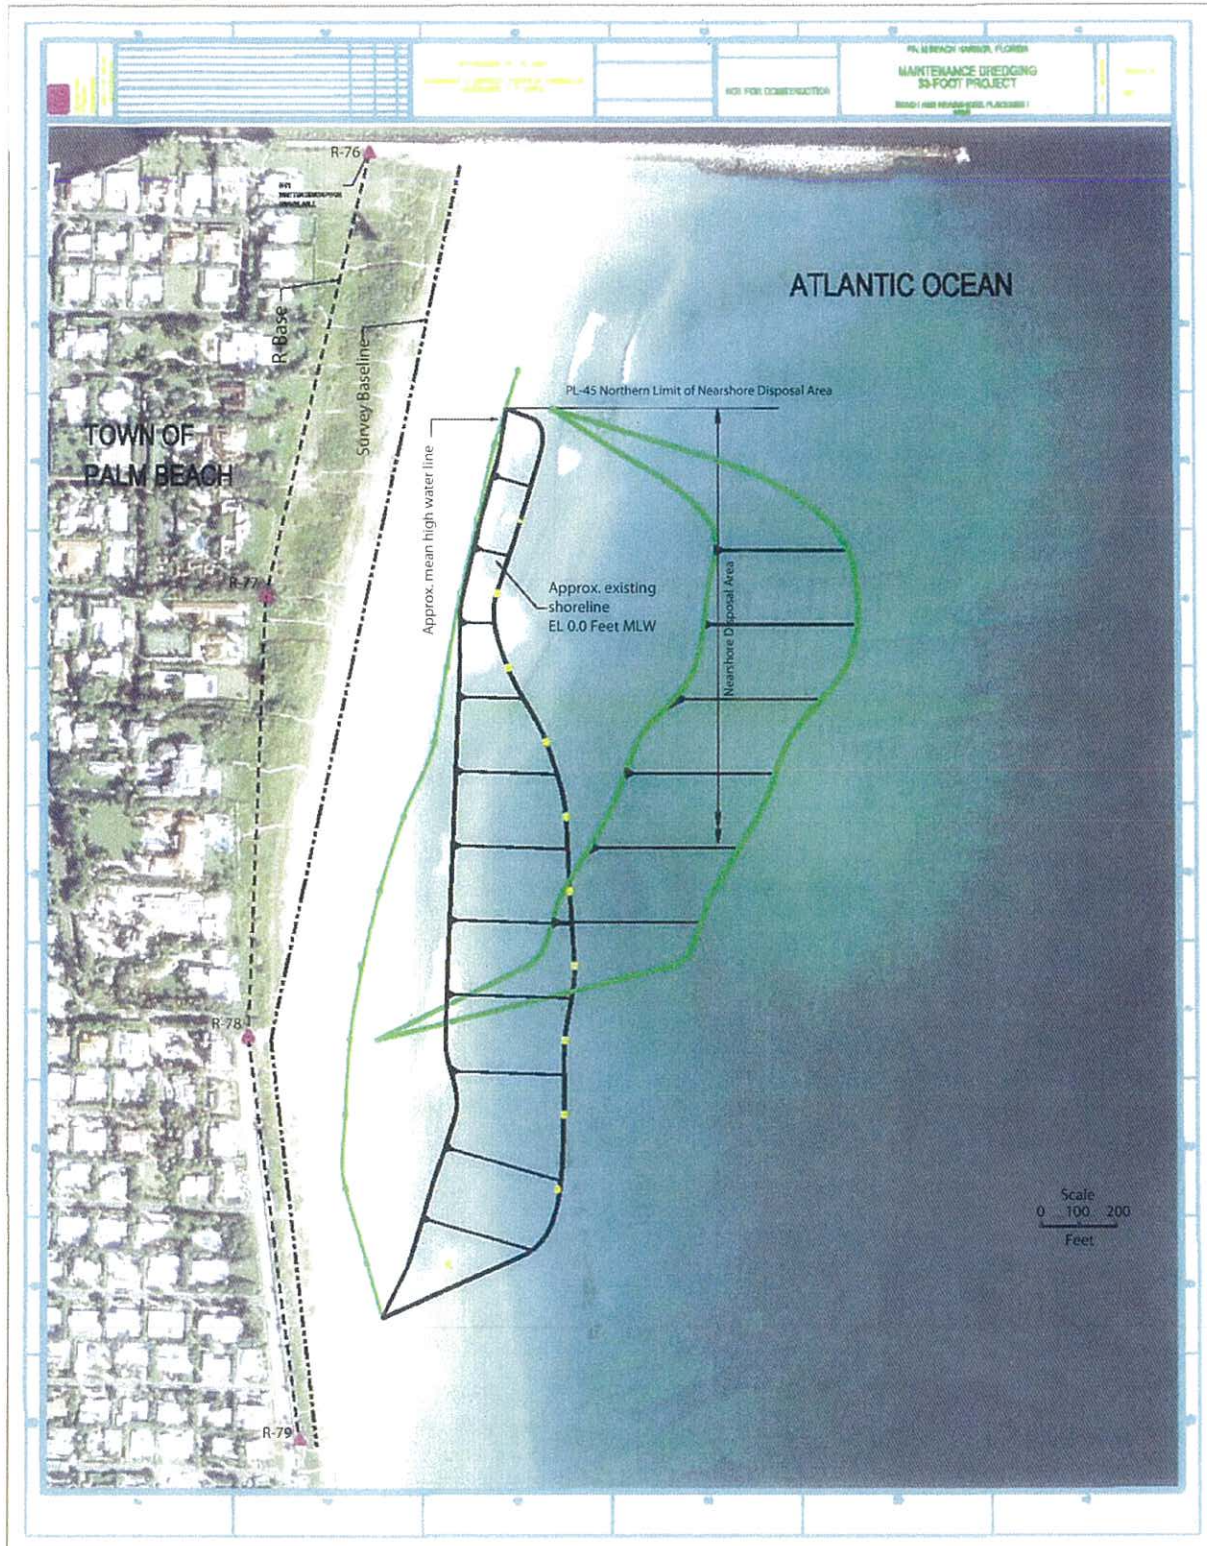 MAINTENANCE DREDGING
33-FOOT PROJECT
NOT FOR CONSTRUCTION
R-76
ATLANTIC OCEAN
R-Base
Survey Baseline
PL-45 Northern Limit of Nearshore Disposal Area
TOWN OF
PALM BEACH
Approx. mean high water line
R-77
Approx. existing
shoreline
EL 0.0 Feet MLW
Nearshore Disposal Area
R-78
Scale
0 100 200
Feet
R-79